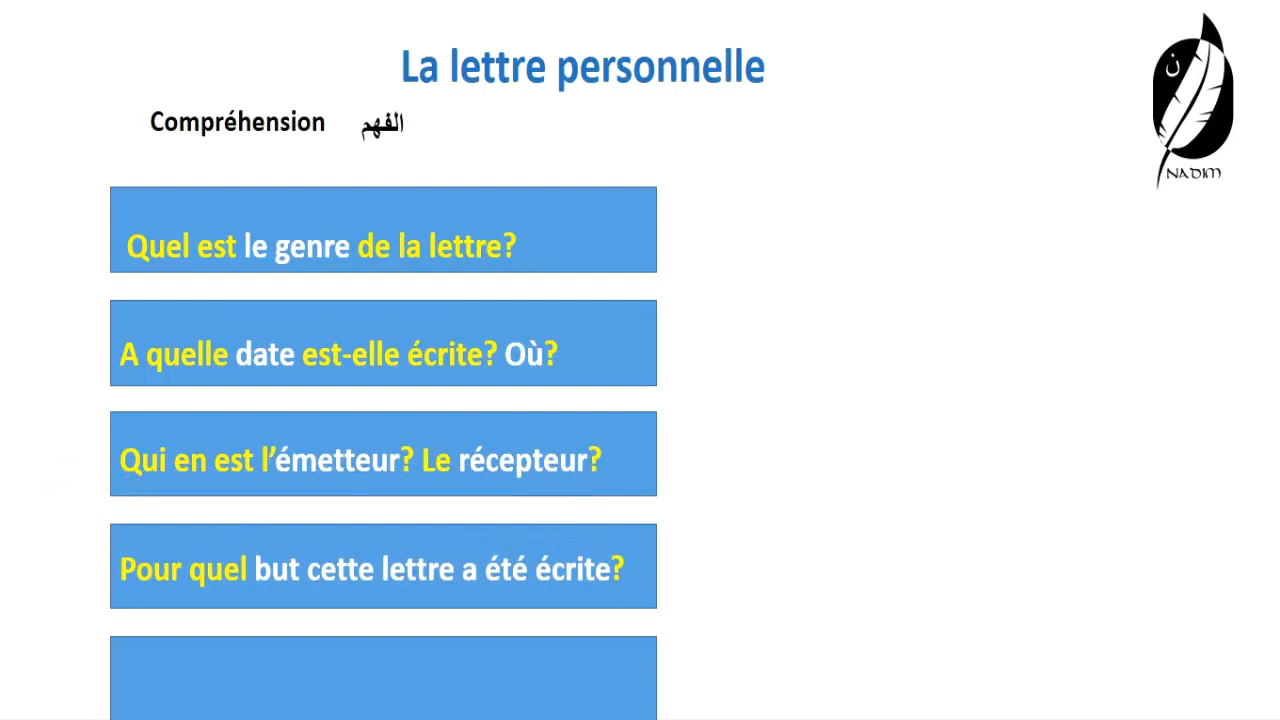 La lettre personnelle
Compréhension الفهم
ن
NADIM
Quel est le genre de la lettre?
A quelle date est-elle écrite? Où?
Qui en est l’émetteur? Le récepteur?
Pour quel but cette lettre a été écrite?